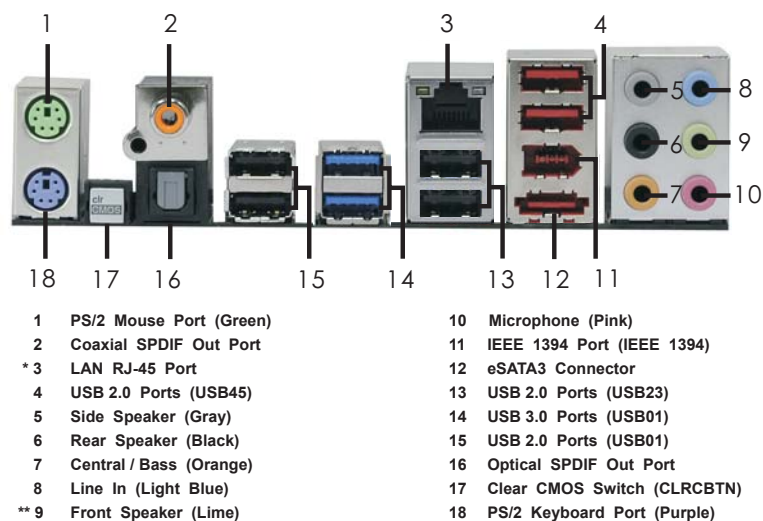 1 2 3 4
5 8
6 9
7 10
clr
CMOS
18 17 16 15 14 13 12 11
1 PS/2 Mouse Port (Green)
2 Coaxial SPDIF Out Port
* 3 LAN RJ-45 Port
4 USB 2.0 Ports (USB45)
5 Side Speaker (Gray)
6 Rear Speaker (Black)
7 Central / Bass (Orange)
8 Line In (Light Blue)
** 9 Front Speaker (Lime)
10 Microphone (Pink)
11 IEEE 1394 Port (IEEE 1394)
12 eSATA3 Connector
13 USB 2.0 Ports (USB23)
14 USB 3.0 Ports (USB01)
15 USB 2.0 Ports (USB01)
16 Optical SPDIF Out Port
17 Clear CMOS Switch (CLRCBTN)
18 PS/2 Keyboard Port (Purple)